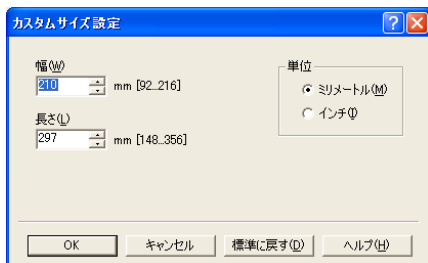 カスタムサイズ設定
幅(W)
210 mm [92..216]
長さ(L)
297 mm [148..356]
単位
ミリメートル(M)
インチ(I)
OK キャンセル 標準に戻す(D) ヘルプ(H)